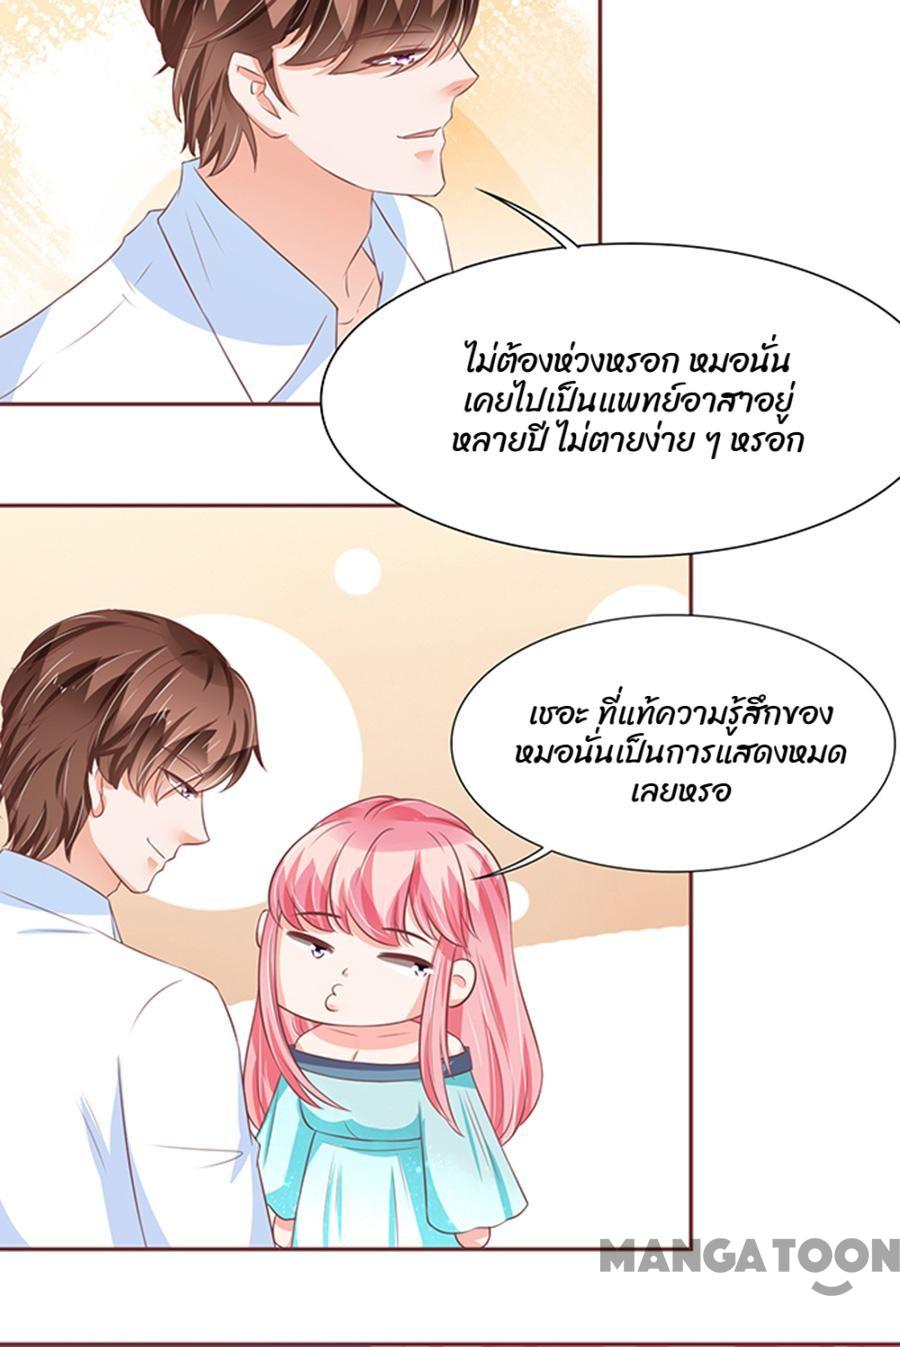 ไม่ต้องห่วงหรอก หมอนั่น
เคยไปเป็นแพทย์อาสาอยู่
หลายปี ไม่ตายง่าย ๆ หรอก
เชอะ ที่แท้ความรู้สึกของ
หมอนั่นเป็นการแสดงหมด
เลยหรอ
MANGATOON